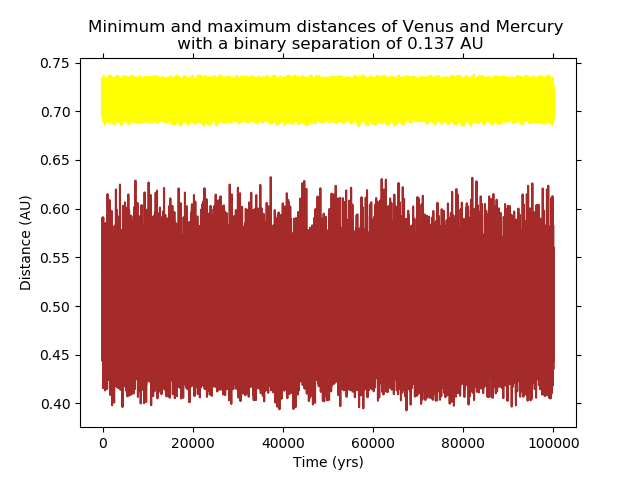 Minimum and maximum distances of Venus and Mercury
with a binary separation of 0.137 AU
0.75
0.70
0.65
0.60
0.55
0.50
0.45
0.40
Distance (AU)
0 20000 40000 60000 80000 100000
Time (yrs)